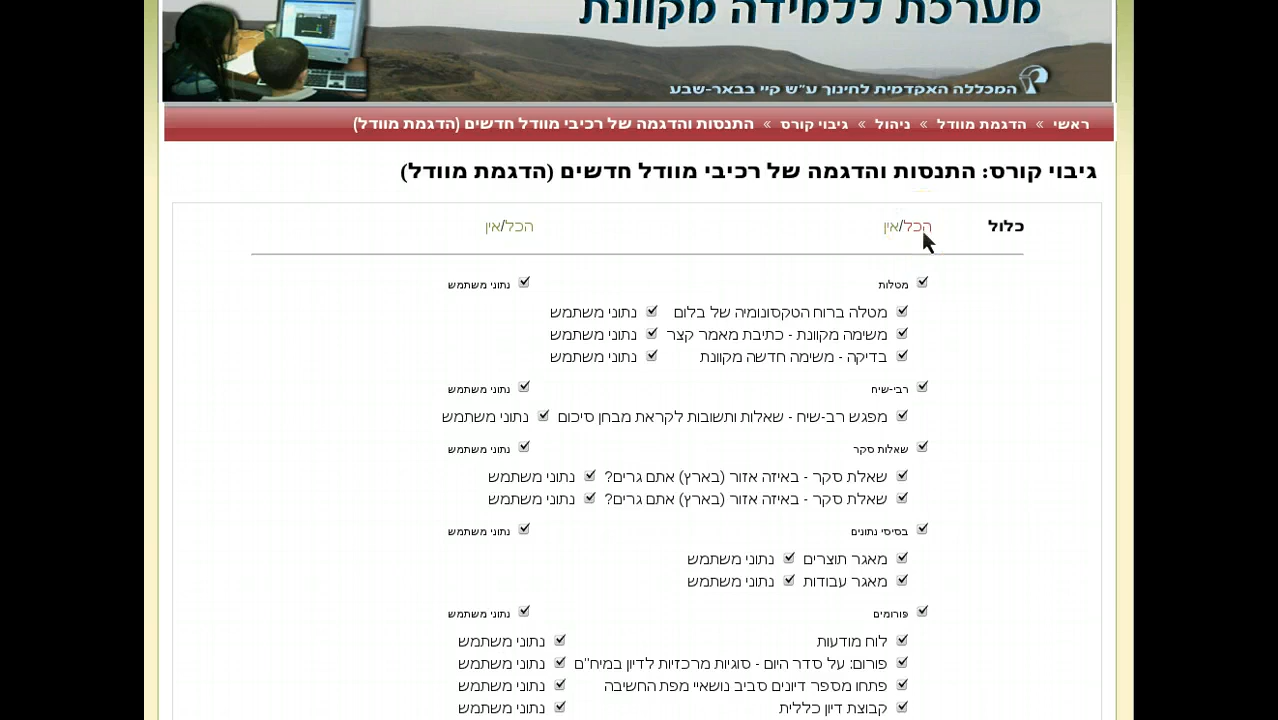 מערכת ללמידה מקוונת
המכללה האקדמית לחינוך ע"ש קיי בבאר-שבע
ראשי » הדגמת מוודל » ניהול » גיבוי קורס » התנסות והדגמה של רכיבי מוודל חדשים (הדגמת מוודל)
גיבוי קורס: התנסות והדגמה של רכיבי מוודל חדשים (הדגמת מוודל)
כלול הכל/אין הכל/אין
מטלות נתוני משתמש
מטלה ברוח הטקסונומיה של בלום נתוני משתמש
משימה מקוונת - כתיבת מאמר קצר נתוני משתמש
בדיקה - משימה חדשה מקוונת נתוני משתמש
רבי-שיח נתוני משתמש
מפגש רב-שיח - שאלות ותשובות לקראת מבחן סיכום נתוני משתמש
שאלות סקר נתוני משתמש
שאלת סקר - באיזה אזור (בארץ) אתם גרים? נתוני משתמש
שאלת סקר - באיזה אזור (בארץ) אתם גרים? נתוני משתמש
בסיסי נתונים נתוני משתמש
מאגר תוצרים נתוני משתמש
מאגר עבודות נתוני משתמש
פורומים נתוני משתמש
לוח מודעות נתוני משתמש
פורום: על סדר היום - סוגיות מרכזיות לדיון במיח"ם נתוני משתמש
פתחו מספר דיונים סביב נושאיי מפת החשיבה נתוני משתמש
קבוצת דיון כללית נתוני משתמש